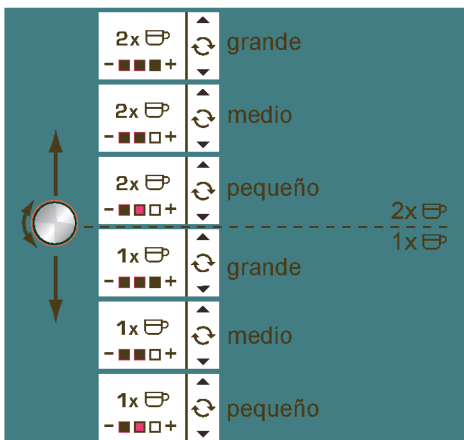 2x
- + grande
2x
- + medio
2x
- + pequeño
2x
1x
1x
- + grande
1x
- + medio
1x
- + pequeño